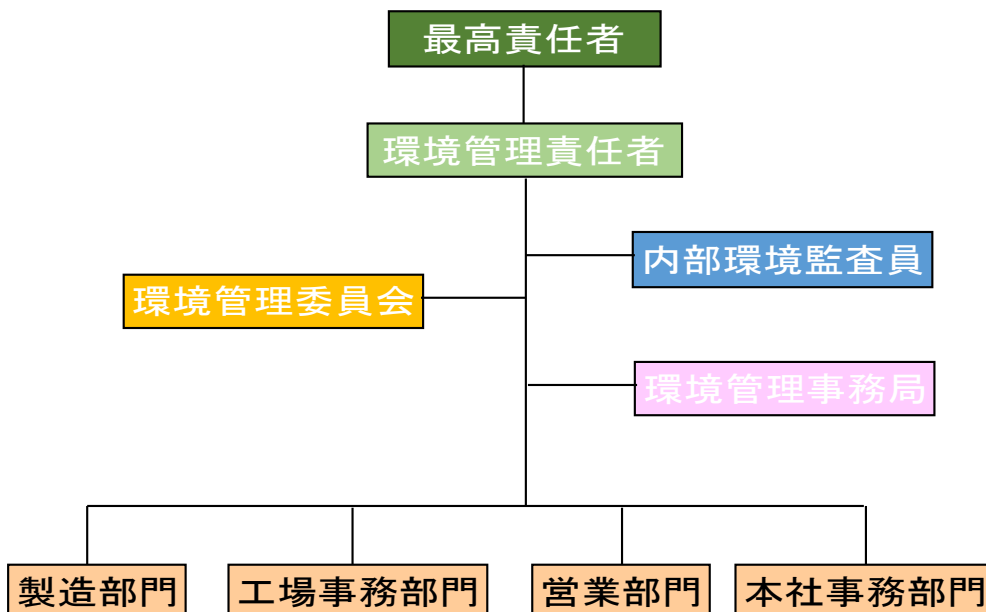 最高責任者
環境管理責任者
内部環境監査員
環境管理委員会
環境管理事務局
製造部門
工場事務部門
営業部門
本社事務部門